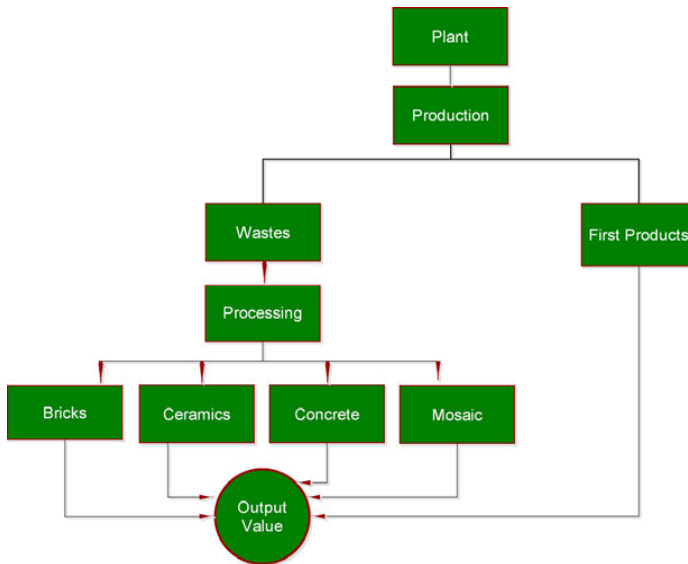 Plant
Production
Wastes
First Products
Processing
Bricks
Ceramics
Concrete
Mosaic
Output
Value